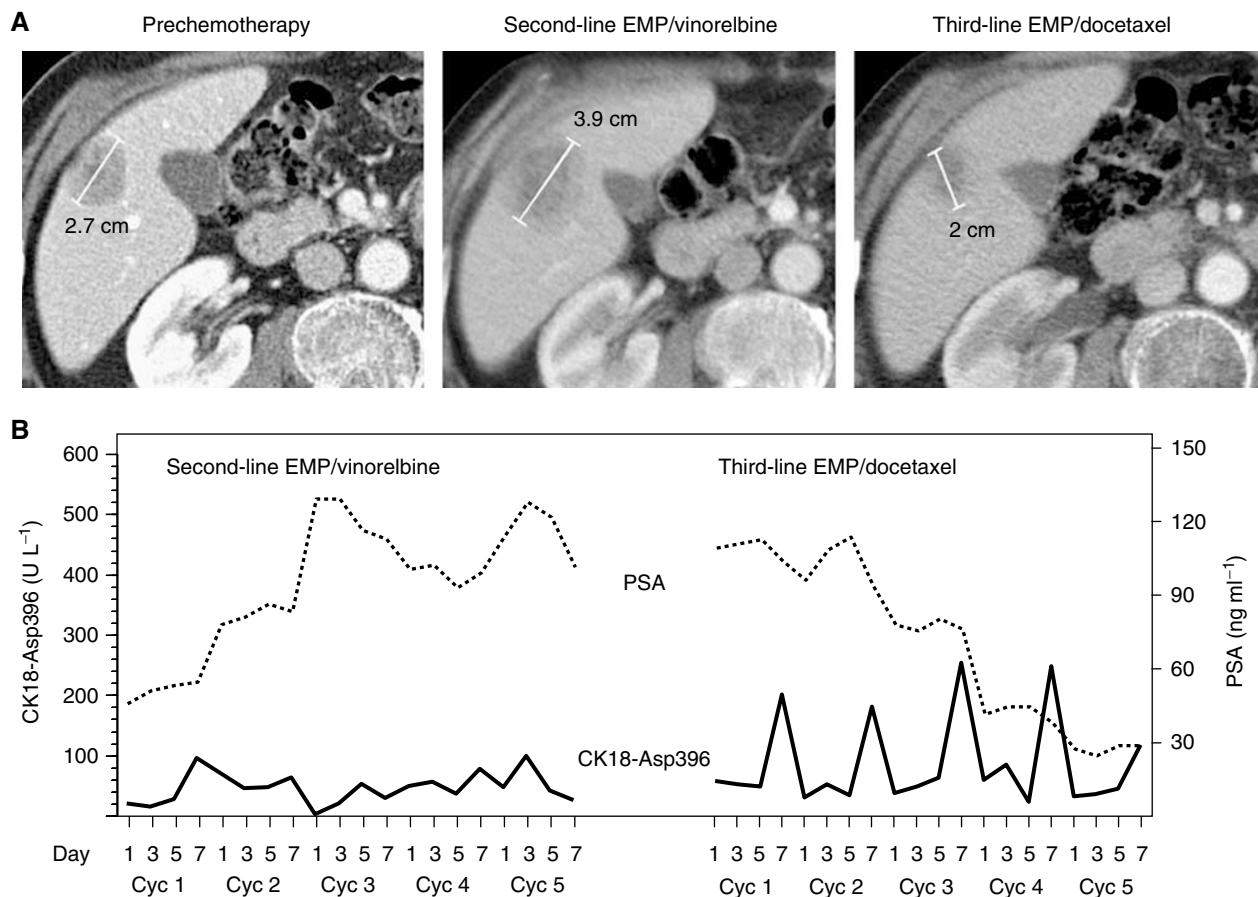 A
Prechemotherapy
Second-line EMP/vinorelbine
Third-line EMP/docetaxel
2.7 cm
3.9 cm
2 cm
B
CK18-Asp396 (U L⁻¹)
600
500
400
300
200
100
Second-line EMP/vinorelbine
Third-line EMP/docetaxel
PSA
CK18-Asp396
150
120
90
60
30
PSA (ng ml⁻¹)
Day 1 3 5 7 1 3 5 7 1 3 5 7 1 3 5 7 1 3 5 7 1 3 5 7 1 3 5 7 1 3 5 7 1 3 5 7 1 3 5 7
Cyc 1 Cyc 2 Cyc 3 Cyc 4 Cyc 5 Cyc 1 Cyc 2 Cyc 3 Cyc 4 Cyc 5